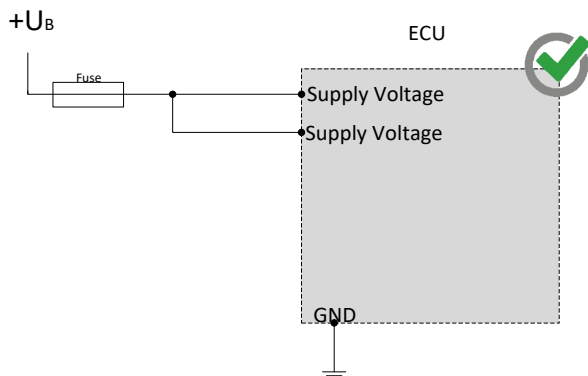 +UB
ECU
Fuse
Supply Voltage
Supply Voltage
GND